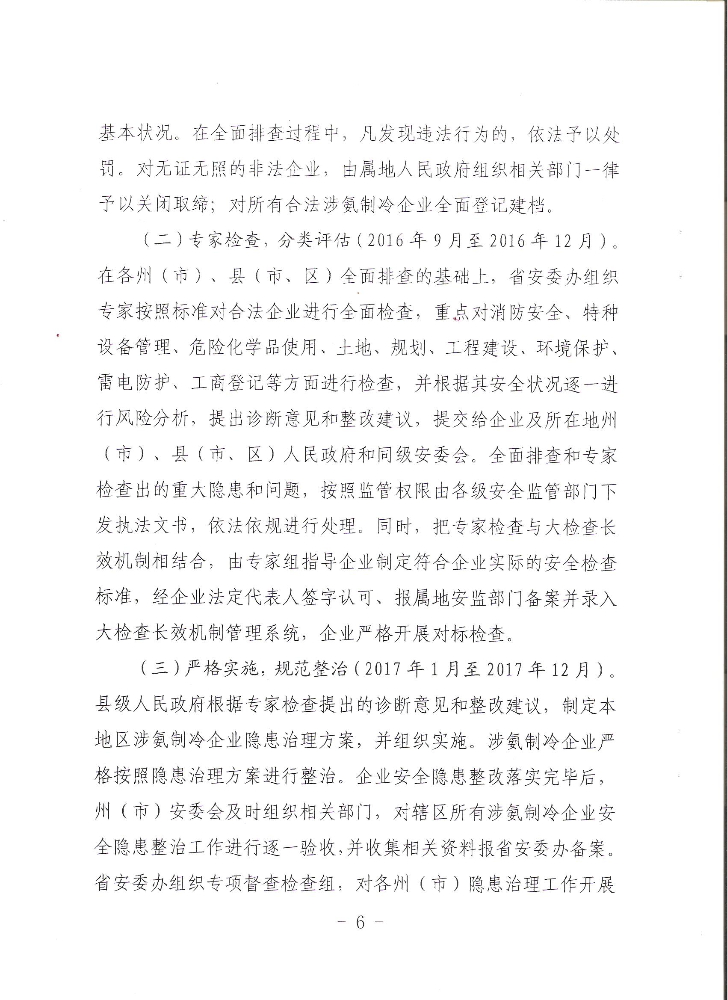 基本状况。在全面排查过程中，凡发现违法行为的，依法予以处
罚。对无证无照的非法企业，由属地人民政府组织相关部门一律
予以关闭取缔；对所有合法涉氨制冷企业全面登记建档。
（二）专家检查，分类评估（2016 年 9 月至 2016 年 12 月）。
在各州（市）、县（市、区）全面排查的基础上，省安委办组织
专家按照标准对合法企业进行全面检查，重点对消防安全、特种
设备管理、危险化学品使用、土地、规划、工程建设、环境保护、
雷电防护、工商登记等方面进行检查，并根据其安全状况逐一进
行风险分析，提出诊断意见和整改建议，提交给企业及所在地州
（市）、县（市、区）人民政府和同级安委会。全面排查和专家
检查出的重大隐患和问题，按照监管权限由各级安全监管部门下
发执法文书，依法依规进行处理。同时，把专家检查与大检查长
效机制相结合，由专家组指导企业制定符合企业实际的安全检查
标准，经企业法定代表人签字认可、报属地安监部门备案并录入
大检查长效机制管理系统，企业严格开展对标检查。
（三）严格实施，规范整治（2017 年 1 月至 2017 年 12 月）。
县级人民政府根据专家检查提出的诊断意见和整改建议，制定本
地区涉氨制冷企业隐患治理方案，并组织实施。涉氨制冷企业严
格按照隐患治理方案进行整治。企业安全隐患整改落实完毕后，
州（市）安委会及时组织相关部门，对辖区所有涉氨制冷企业安
全隐患整治工作进行逐一验收，并收集相关资料报省安委办备案。
省安委办组织专项督查检查组，对各州（市）隐患治理工作开展
- 6 -